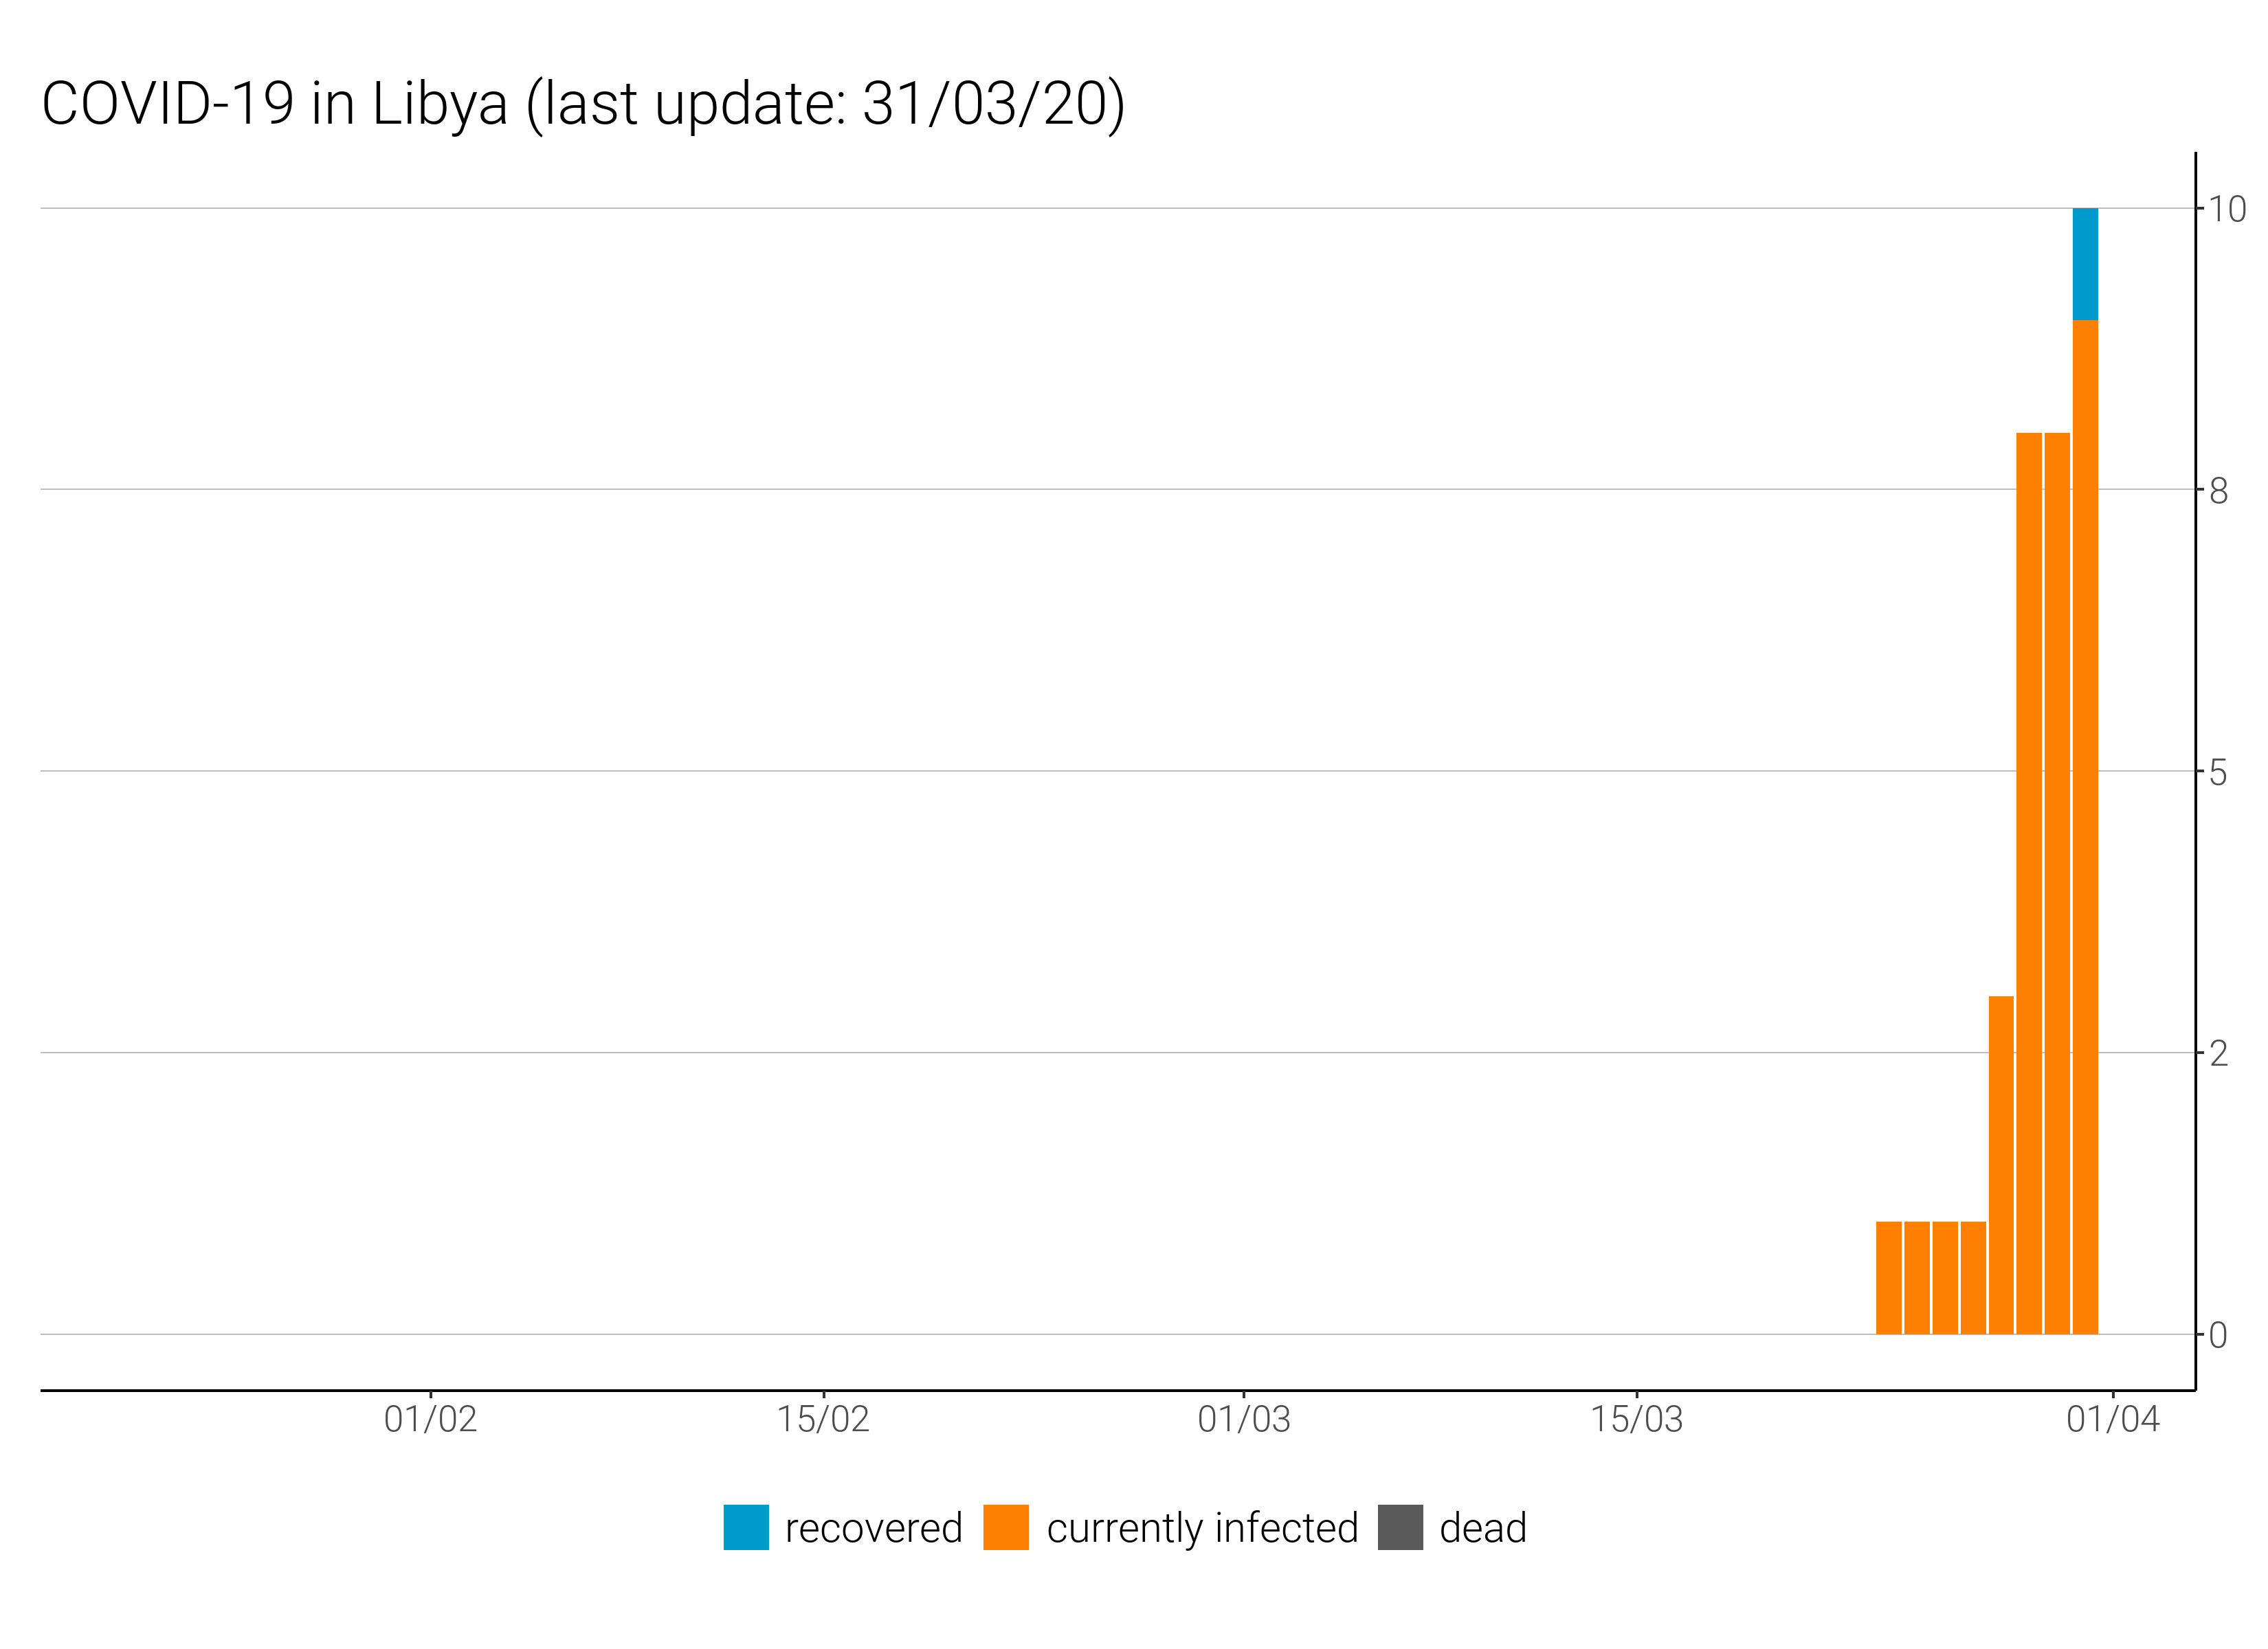 COVID-19 in Libya (last update: 31/03/20)
10
8
5
2
0
01/02 15/02 01/03 15/03 01/04
recovered currently infected dead